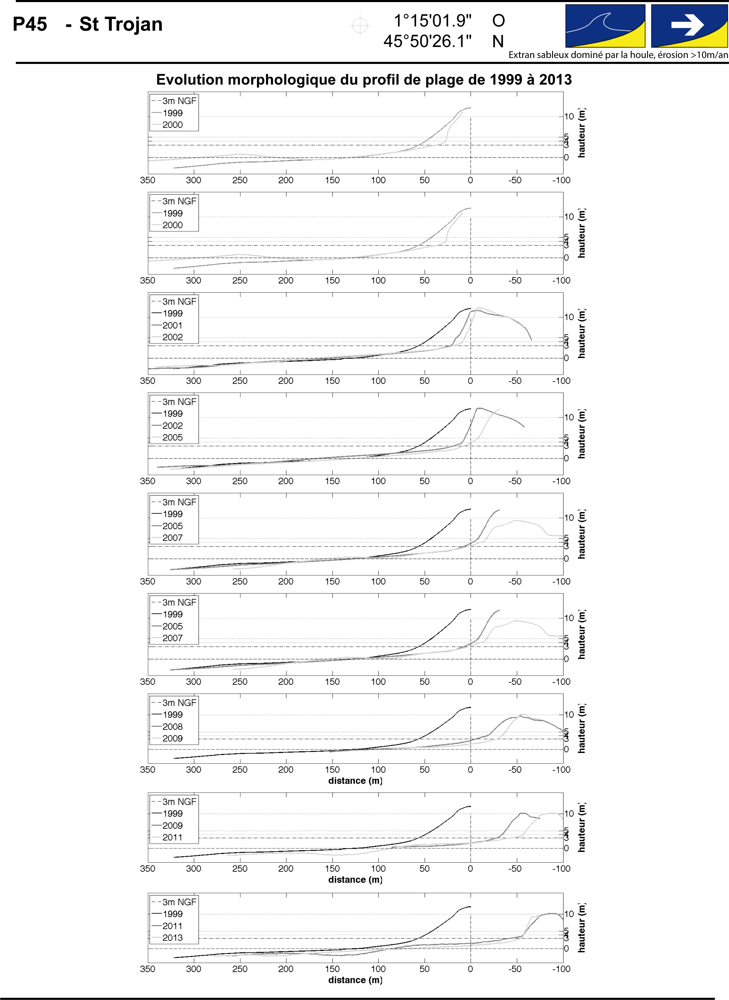 P45 - St Trojan
1°15'01.9" O
45°50'26.1" N
Extran sableux dominé par la houle, érosion >10m/an
Evolution morphologique du profil de plage de 1999 à 2013
3m NGF
1999
2000
10
5
4
3
0
hauteur (m)
350 300 250 200 150 100 50 0 -50 -100
3m NGF
1999
2000
10
5
4
3
0
hauteur (m)
350 300 250 200 150 100 50 0 -50 -100
3m NGF
1999
2001
2002
10
5
4
3
0
hauteur (m)
350 300 250 200 150 100 50 0 -50 -100
3m NGF
1999
2002
2005
10
5
4
3
0
hauteur (m)
350 300 250 200 150 100 50 0 -50 -100
3m NGF
1999
2005
2007
10
5
4
3
0
hauteur (m)
350 300 250 200 150 100 50 0 -50 -100
3m NGF
1999
2005
2007
10
5
4
3
0
hauteur (m)
350 300 250 200 150 100 50 0 -50 -100
3m NGF
1999
2008
2009
10
5
4
3
0
hauteur (m)
350 300 250 200 150 100 50 0 -50 -100
distance (m)
3m NGF
1999
2009
2011
10
5
4
3
0
hauteur (m)
350 300 250 200 150 100 50 0 -50 -100
distance (m)
3m NGF
1999
2011
2013
10
5
4
3
0
hauteur (m)
350 300 250 200 150 100 50 0 -50 -100
distance (m)